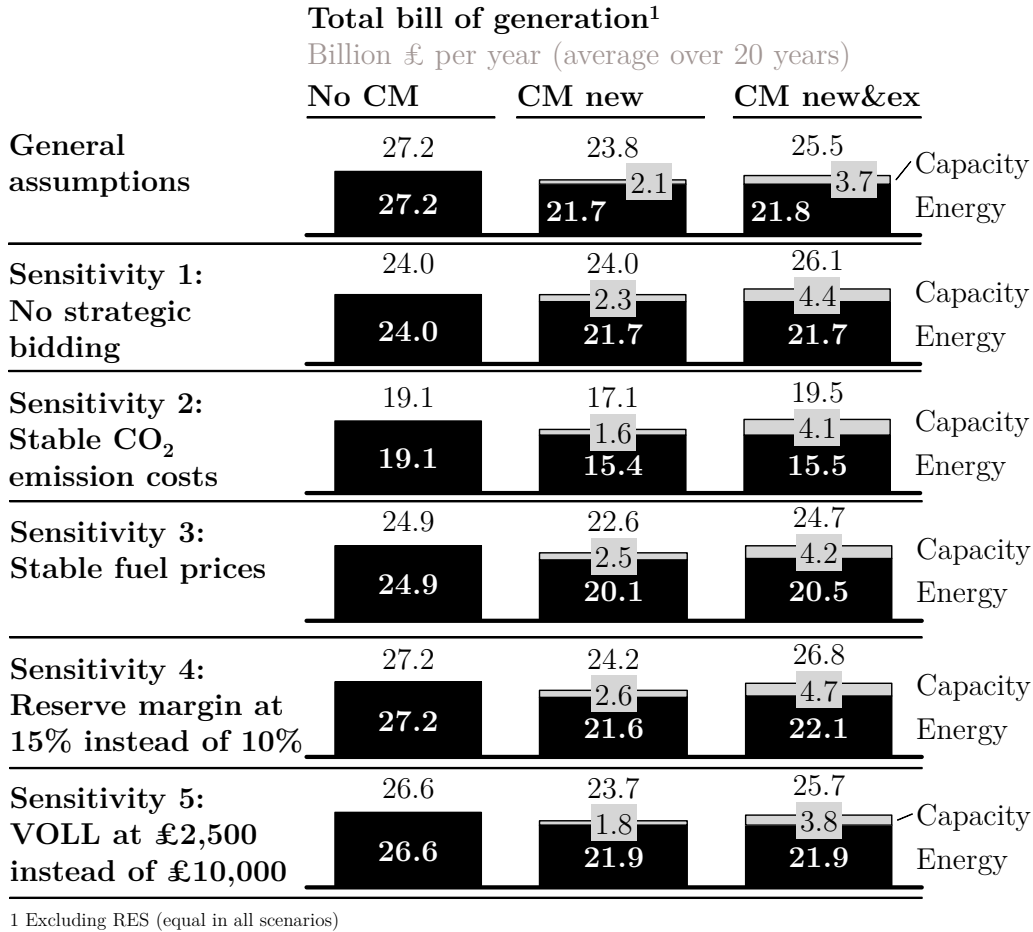 Total bill of generation¹
Billion £ per year (average over 20 years)
No CM CM new CM new&ex
General
assumptions
27.2 23.8 25.5
2.1 3.7 Capacity
27.2 21.7 21.8 Energy
Sensitivity 1:
No strategic
bidding
24.0 24.0 26.1
2.3 4.4 Capacity
24.0 21.7 21.7 Energy
Sensitivity 2:
Stable CO₂
emission costs
19.1 17.1 19.5
1.6 4.1 Capacity
19.1 15.4 15.5 Energy
Sensitivity 3:
Stable fuel prices
24.9 22.6 24.7
2.5 4.2 Capacity
24.9 20.1 20.5 Energy
Sensitivity 4:
Reserve margin at
15% instead of 10%
27.2 24.2 26.8
2.6 4.7 Capacity
27.2 21.6 22.1 Energy
Sensitivity 5:
VOLL at £2,500
instead of £10,000
26.6 23.7 25.7
1.8 3.8 Capacity
26.6 21.9 21.9 Energy
1 Excluding RES (equal in all scenarios)